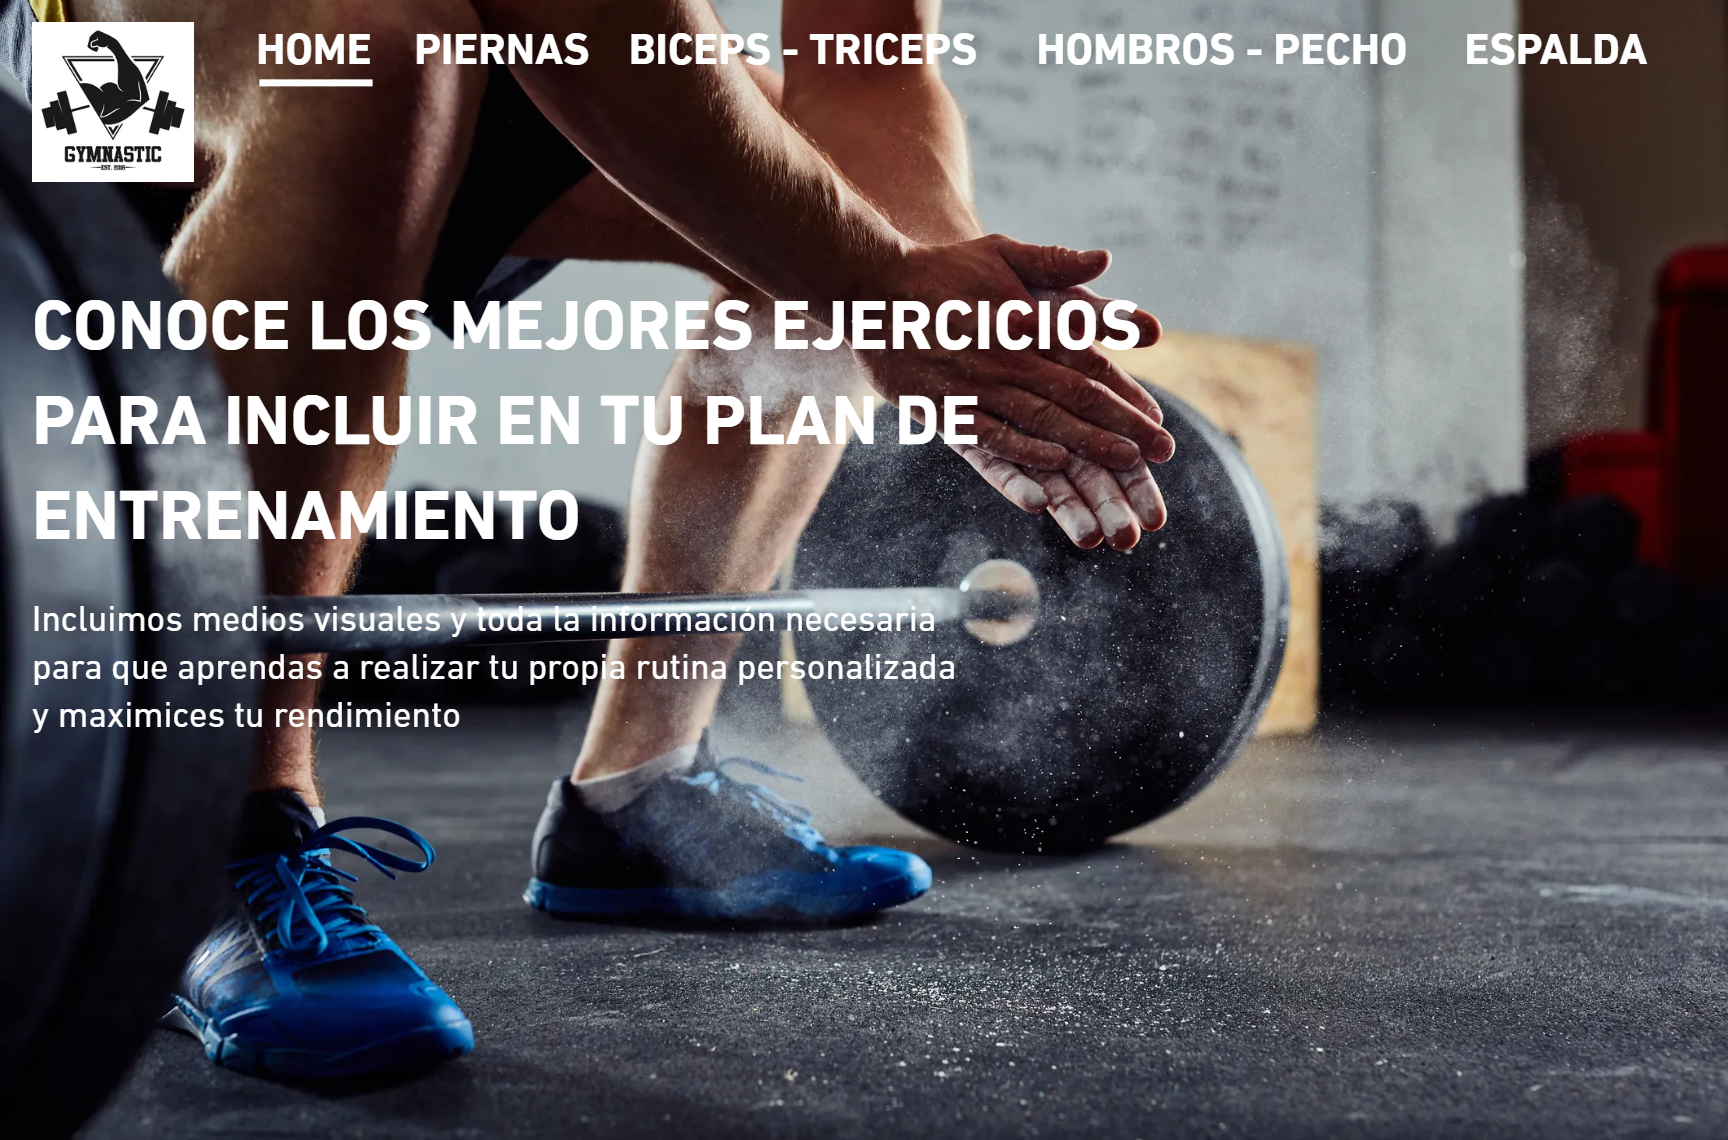 HOME PIERNAS BICEPS - TRICEPS HOMBROS - PECHO ESPALDA
GYMNASTIC
EST. 2016
CONOCE LOS MEJORES EJERCICIOS
PARA INCLUIR EN TU PLAN DE
ENTRENAMIENTO
Incluimos medios visuales y toda la información necesaria
para que aprendas a realizar tu propia rutina personalizada
y maximices tu rendimiento